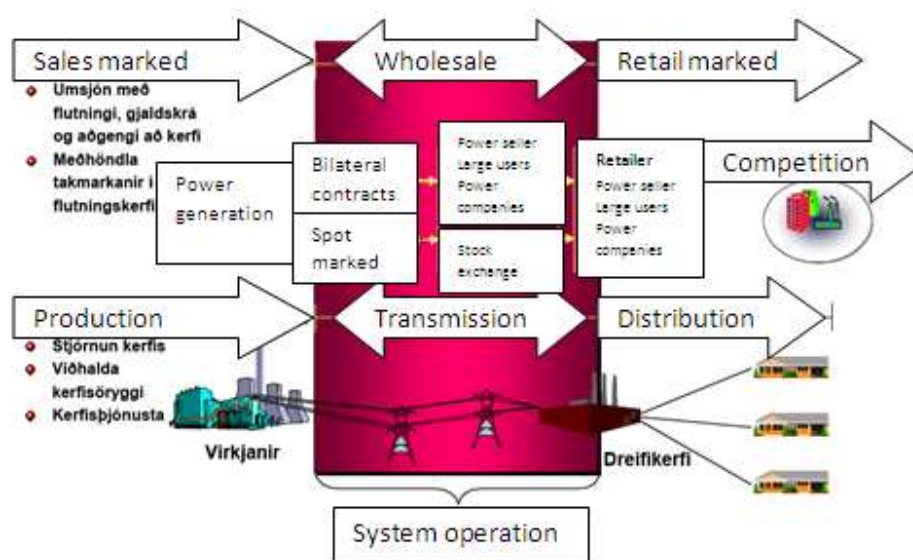 Sales marked
Wholesale
Retail marked
Umsjón með
flutningi, gjaldskrá
og aðgengi að kerfi
Meðhöndla
takmarkanir i
flutningskerfi
Power
generation
Bilateral
contracts
Spot
marked
Power seller
Large users
Power
companies
Stock
exchange
Retailer
Power seller
Large users
Power
companies
Competition
Production
Transmission
Distribution
Stjórnun kerfis
Viðhalda
kerfisöryggi
Kerfisþjónusta
Virkjanir
Dreifikerfi
System operation